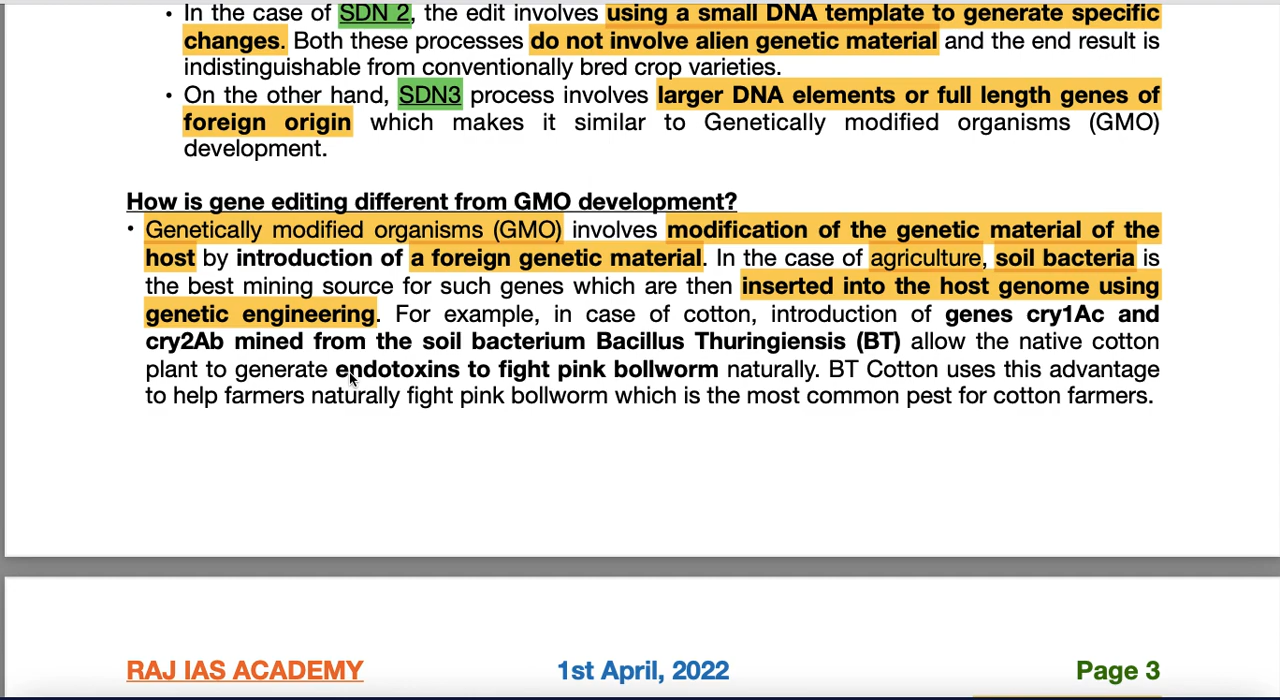 • In the case of SDN 2, the edit involves using a small DNA template to generate specific
changes. Both these processes do not involve alien genetic material and the end result is
indistinguishable from conventionally bred crop varieties.
• On the other hand, SDN3 process involves larger DNA elements or full length genes of
foreign origin which makes it similar to Genetically modified organisms (GMO)
development.
How is gene editing different from GMO development?
• Genetically modified organisms (GMO) involves modification of the genetic material of the
host by introduction of a foreign genetic material. In the case of agriculture, soil bacteria is
the best mining source for such genes which are then inserted into the host genome using
genetic engineering. For example, in case of cotton, introduction of genes cry1Ac and
cry2Ab mined from the soil bacterium Bacillus Thuringiensis (BT) allow the native cotton
plant to generate endotoxins to fight pink bollworm naturally. BT Cotton uses this advantage
to help farmers naturally fight pink bollworm which is the most common pest for cotton farmers.
RAJ IAS ACADEMY 1st April, 2022 Page 3